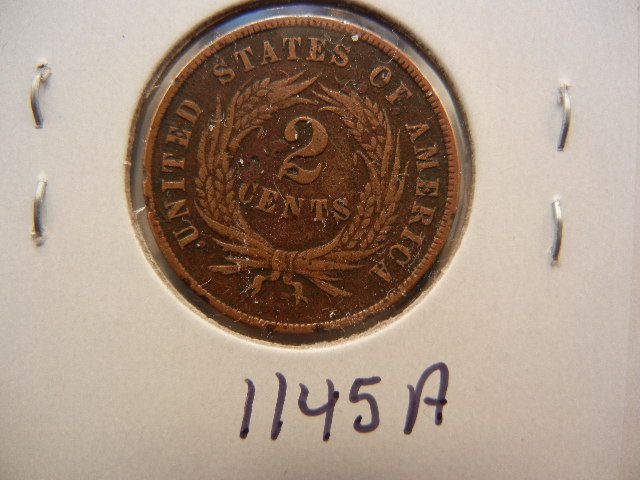 UNITED STATES OF AMERICA
2
CENTS
1145A